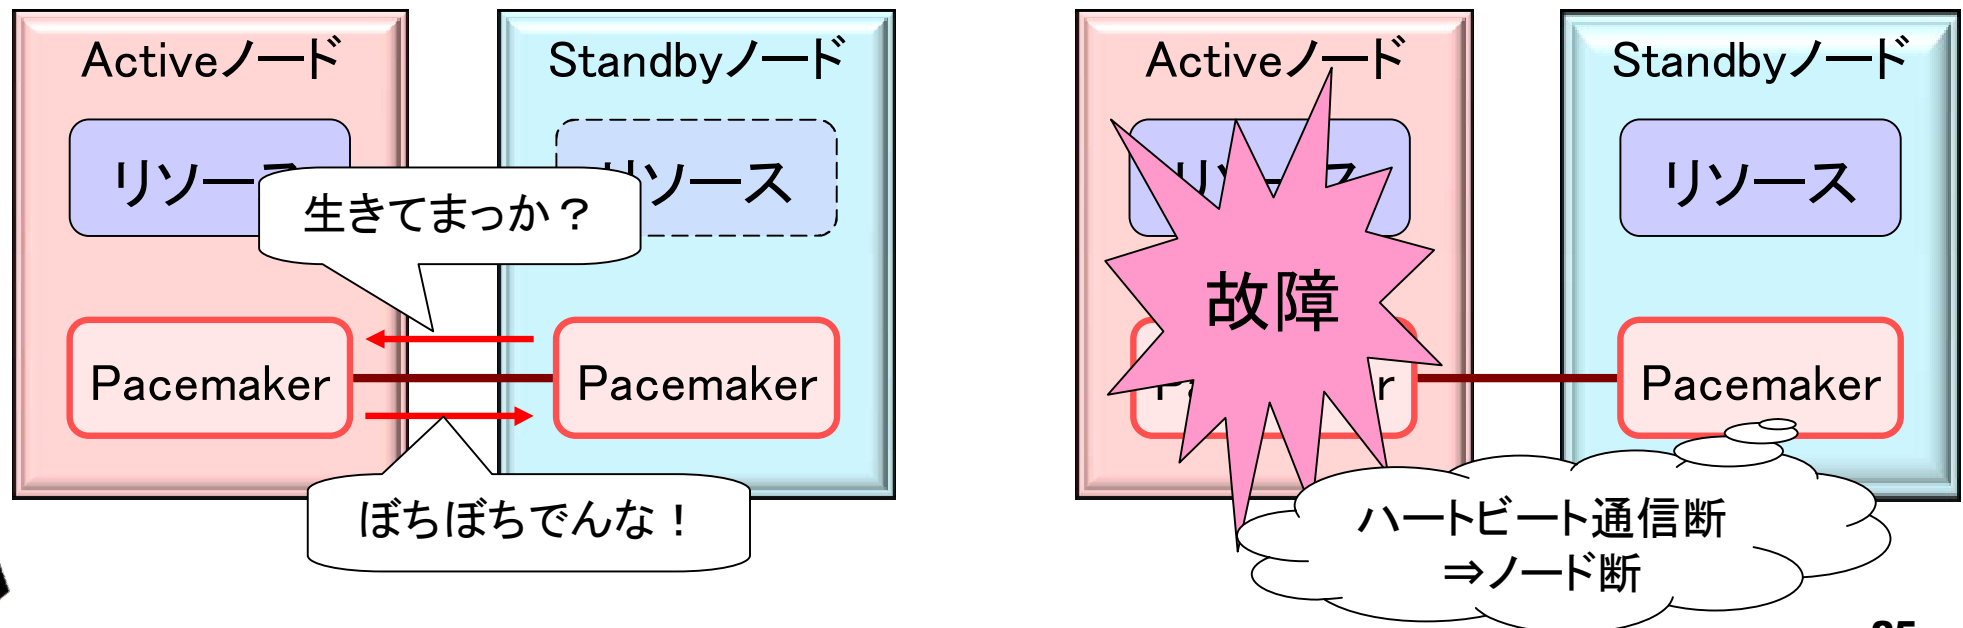 Activeノード
Standbyノード
リソース
リソース
生きてまっか？
Pacemaker
Pacemaker
ぼちぼちでんな！
Activeノード
Standbyノード
リソース
リソース
故障
Pacemaker
ハートビート通信断
⇒ノード断